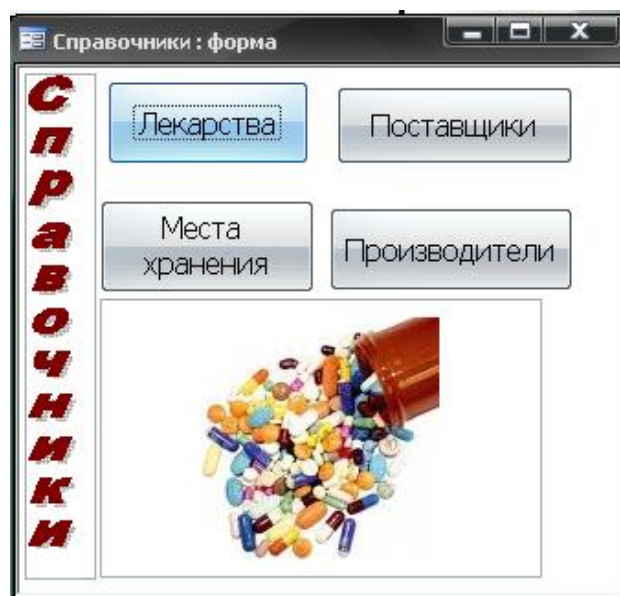 Справочники : форма
Справочники
Лекарства
Поставщики
Места
хранения
Производители